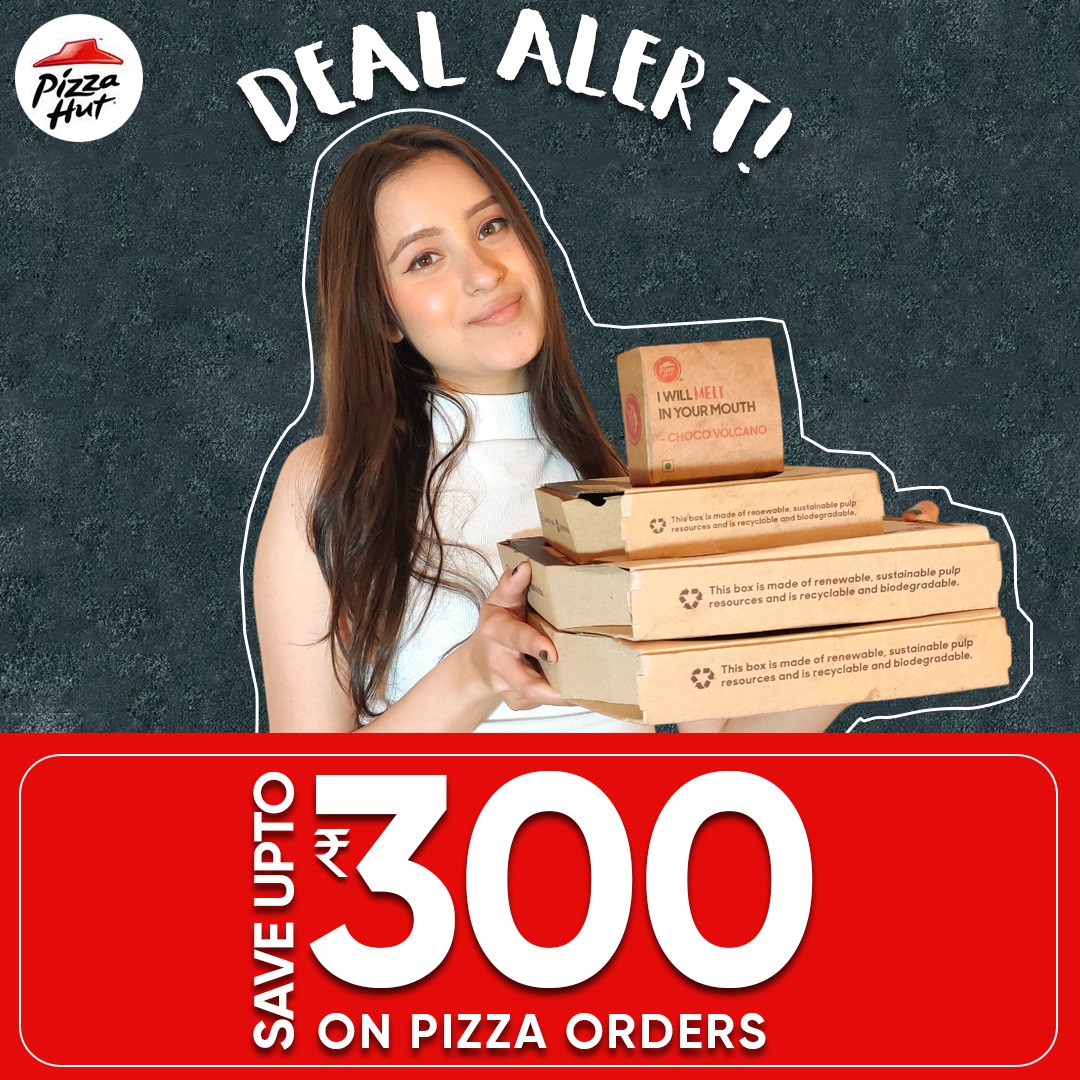 Pizza
Hut
DEAL ALERT!
Pizza
Hut
I WILL MELT
IN YOUR MOUTH
- CHOCO VOLCANO
This box is made of renewable, sustainable pulp
resources and is recyclable and biodegradable.
This box is made of renewable, sustainable pulp
resources and is recyclable and biodegradable.
This box is made of renewable, sustainable pulp
resources and is recyclable and biodegradable.
SAVE UPTO
₹300
ON PIZZA ORDERS